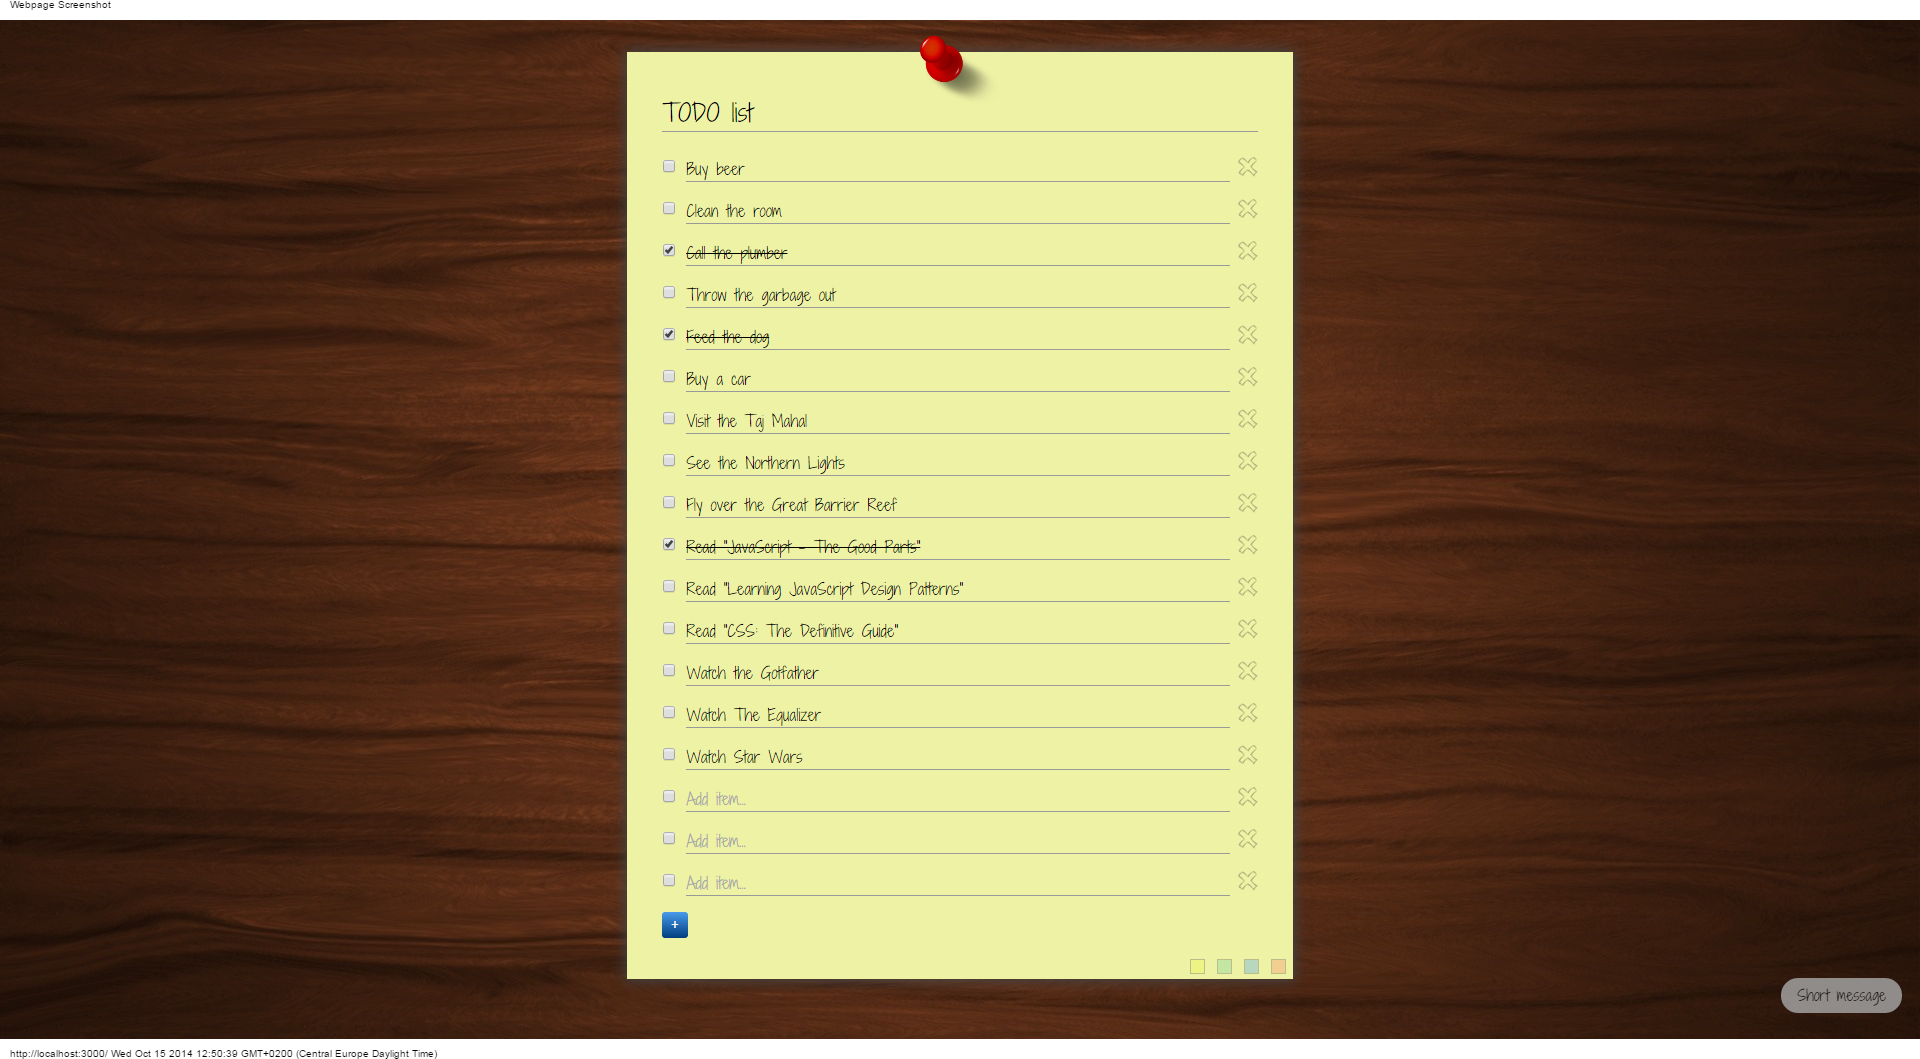 Webpage Screenshot
TODO list
Buy beer
Clean the room
Call the plumber
Throw the garbage out
Feed the dog
Buy a car
Visit the Taj Mahal
See the Northern Lights
Fly over the Great Barrier Reef
Read "JavaScript - The Good Parts"
Read "Learning JavaScript Design Patterns"
Read "CSS: The Definitive Guide"
Watch the Gotfather
Watch The Equalizer
Watch Star Wars
Add item...
Add item...
Add item...
+
Short message
http://localhost:3000/ Wed Oct 15 2014 12:50:39 GMT+0200 (Central Europe Daylight Time)